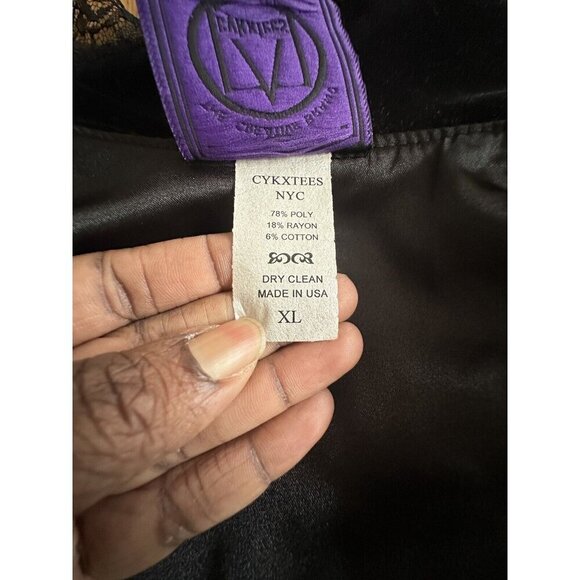 CYKXTEES
NYC
78% POLY
18% RAYON
6% COTTON
DRY CLEAN
MADE IN USA
XL